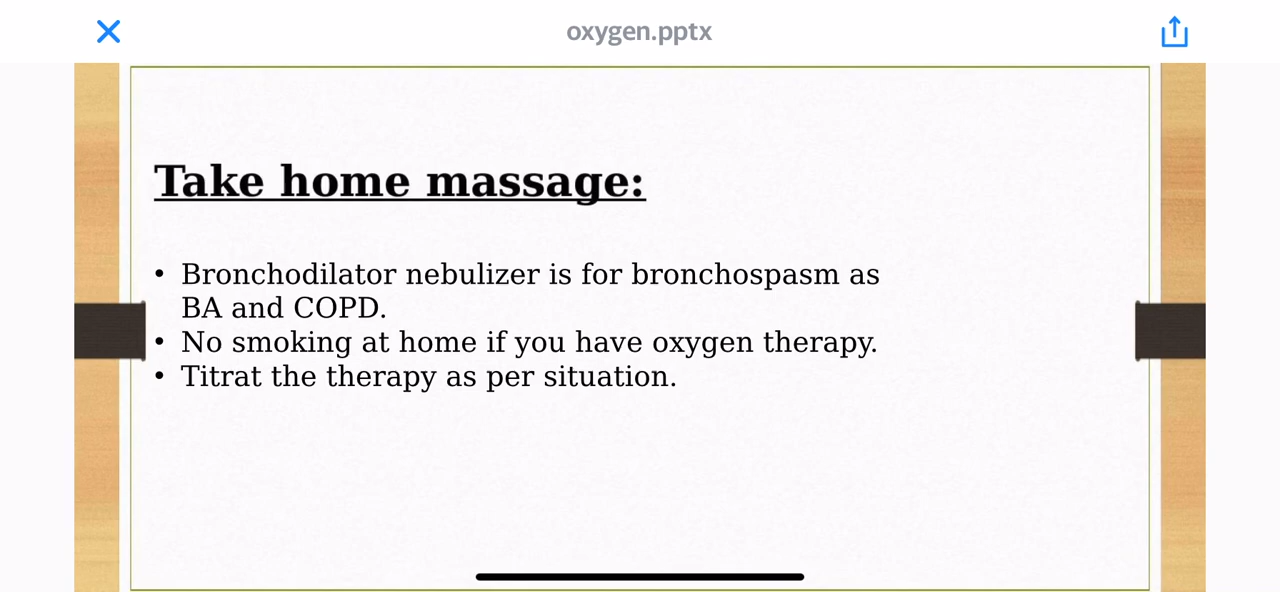 oxygen.pptx
Take home massage:
• Bronchodilator nebulizer is for bronchospasm as
BA and COPD.
• No smoking at home if you have oxygen therapy.
• Titrat the therapy as per situation.